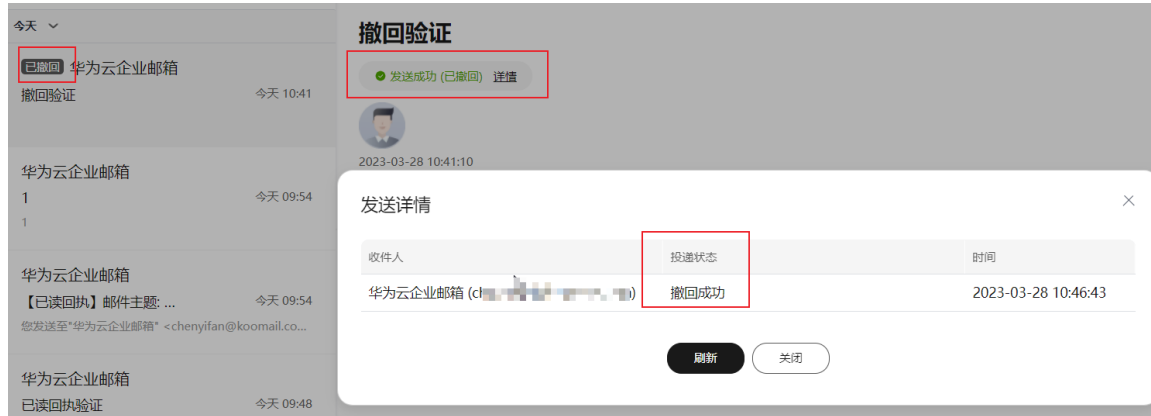 今天
已撤回 华为云企业邮箱
撤回验证 今天 10:41
华为云企业邮箱
1 今天 09:54
1
华为云企业邮箱
【已读回执】邮件主题: ... 今天 09:54
您发送至"华为云企业邮箱" <chenyifan@koomail.co...
华为云企业邮箱
已读回执验证 今天 09:48
撤回验证
发送成功 (已撤回) 详情
2023-03-28 10:41:10
发送详情
收件人 投递状态 时间
华为云企业邮箱 (c ) 撤回成功 2023-03-28 10:46:43
刷新 关闭